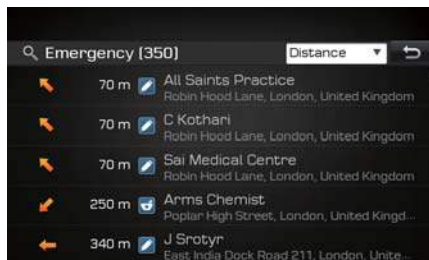 Emergency (350) Distance
70 m All Saints Practice
Robin Hood Lane, London, United Kingdom
70 m C Kothari
Robin Hood Lane, London, United Kingdom
70 m Sai Medical Centre
Robin Hood Lane, London, United Kingdom
250 m Arms Chemist
Poplar High Street, London, United Kingd...
340 m J Srotyr
East India Dock Road 211, London, Unite...